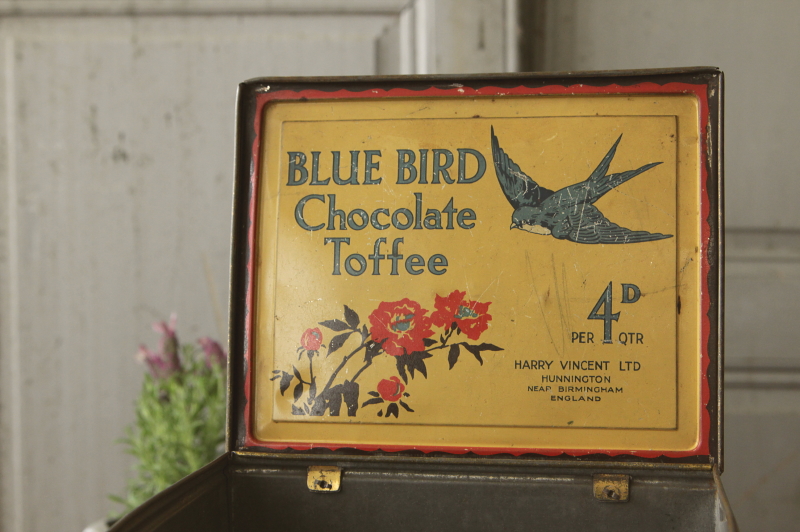 BLUE BIRD
Chocolate
Toffee
4D
PER QTR
HARRY VINCENT LTD
HUNNINGTON
NEAR BIRMINGHAM
ENGLAND